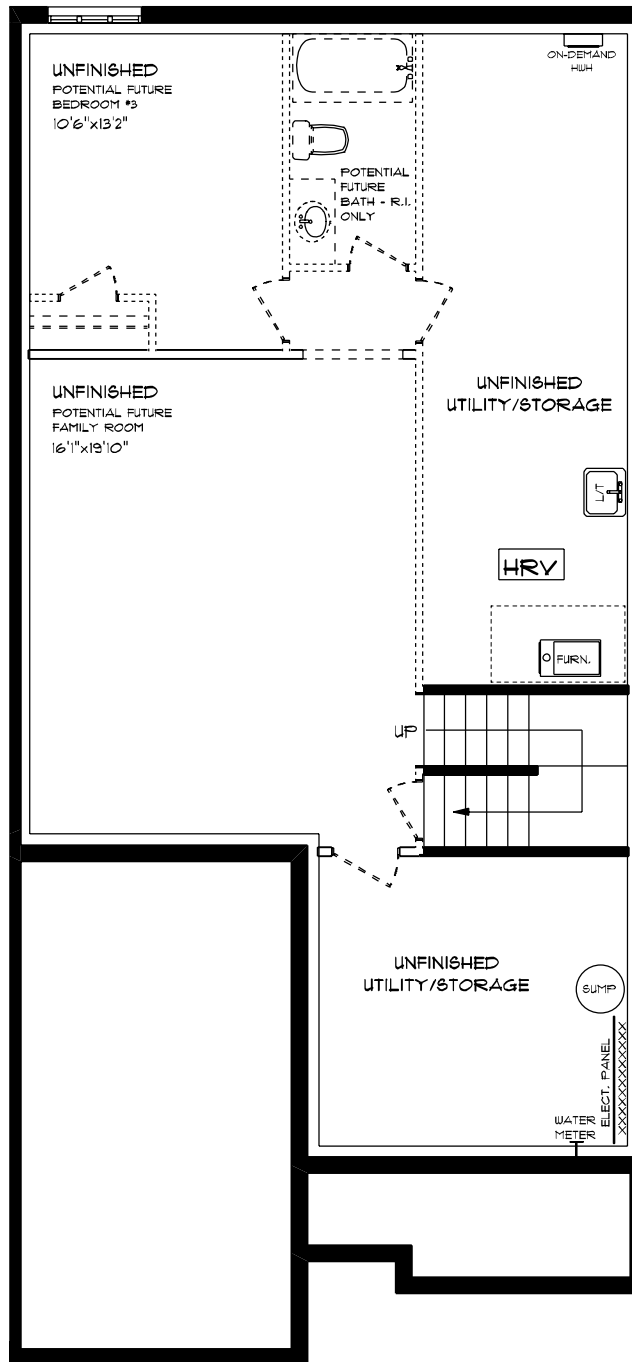 UNFINISHED
POTENTIAL FUTURE
BEDROOM #3
10'6"x13'2"
ON-DEMAND
HWH
POTENTIAL
FUTURE
BATH - R.I.
ONLY
UNFINISHED
POTENTIAL FUTURE
FAMILY ROOM
16'1"x19'10"
UNFINISHED
UTILITY/STORAGE
L/T
HRV
FURN.
UP
UNFINISHED
UTILITY/STORAGE
SUMP
ELECT. PANEL
WATER
METER